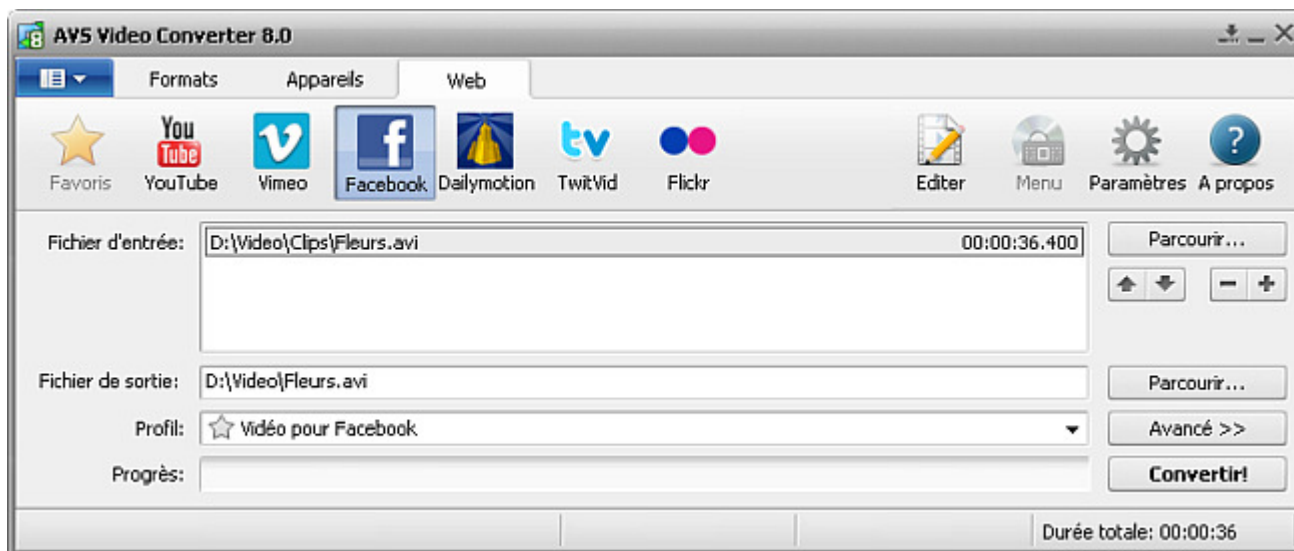 AVS Video Converter 8.0
Formats Appareils Web
You Tube
Favoris YouTube Vimeo Facebook Dailymotion TwitVid Flickr Editer Menu Paramètres A propos
Fichier d'entrée: D:\Video\Clips\Fleurs.avi 00:00:36.400 Parcourir...
Fichier de sortie: D:\Video\Fleurs.avi Parcourir...
Profil: Vidéo pour Facebook Avancé >>
Progrès: Convertir!
Durée totale: 00:00:36